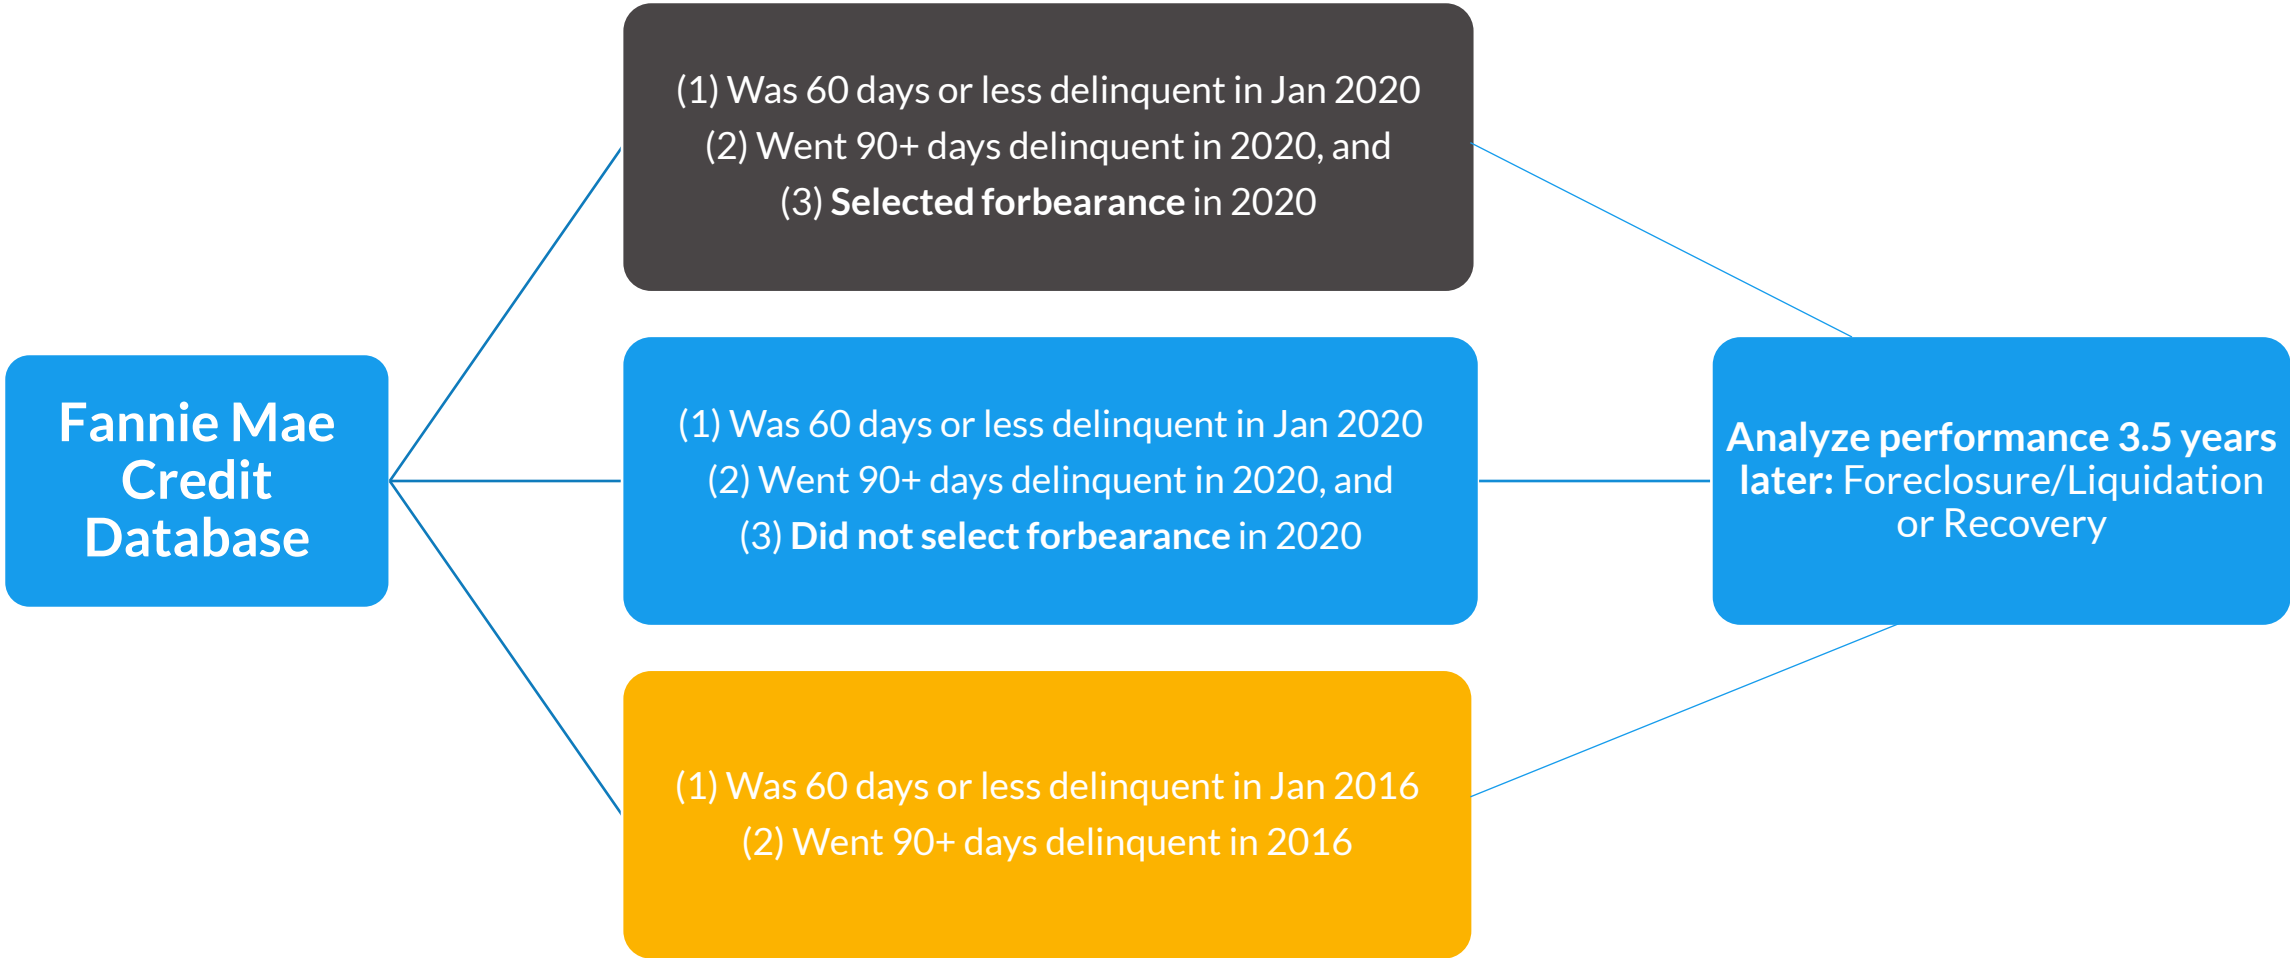 Fannie Mae
Credit
Database
(1) Was 60 days or less delinquent in Jan 2020
(2) Went 90+ days delinquent in 2020, and
(3) Selected forbearance in 2020
(1) Was 60 days or less delinquent in Jan 2020
(2) Went 90+ days delinquent in 2020, and
(3) Did not select forbearance in 2020
(1) Was 60 days or less delinquent in Jan 2016
(2) Went 90+ days delinquent in 2016
Analyze performance 3.5 years
later: Foreclosure/Liquidation
or Recovery